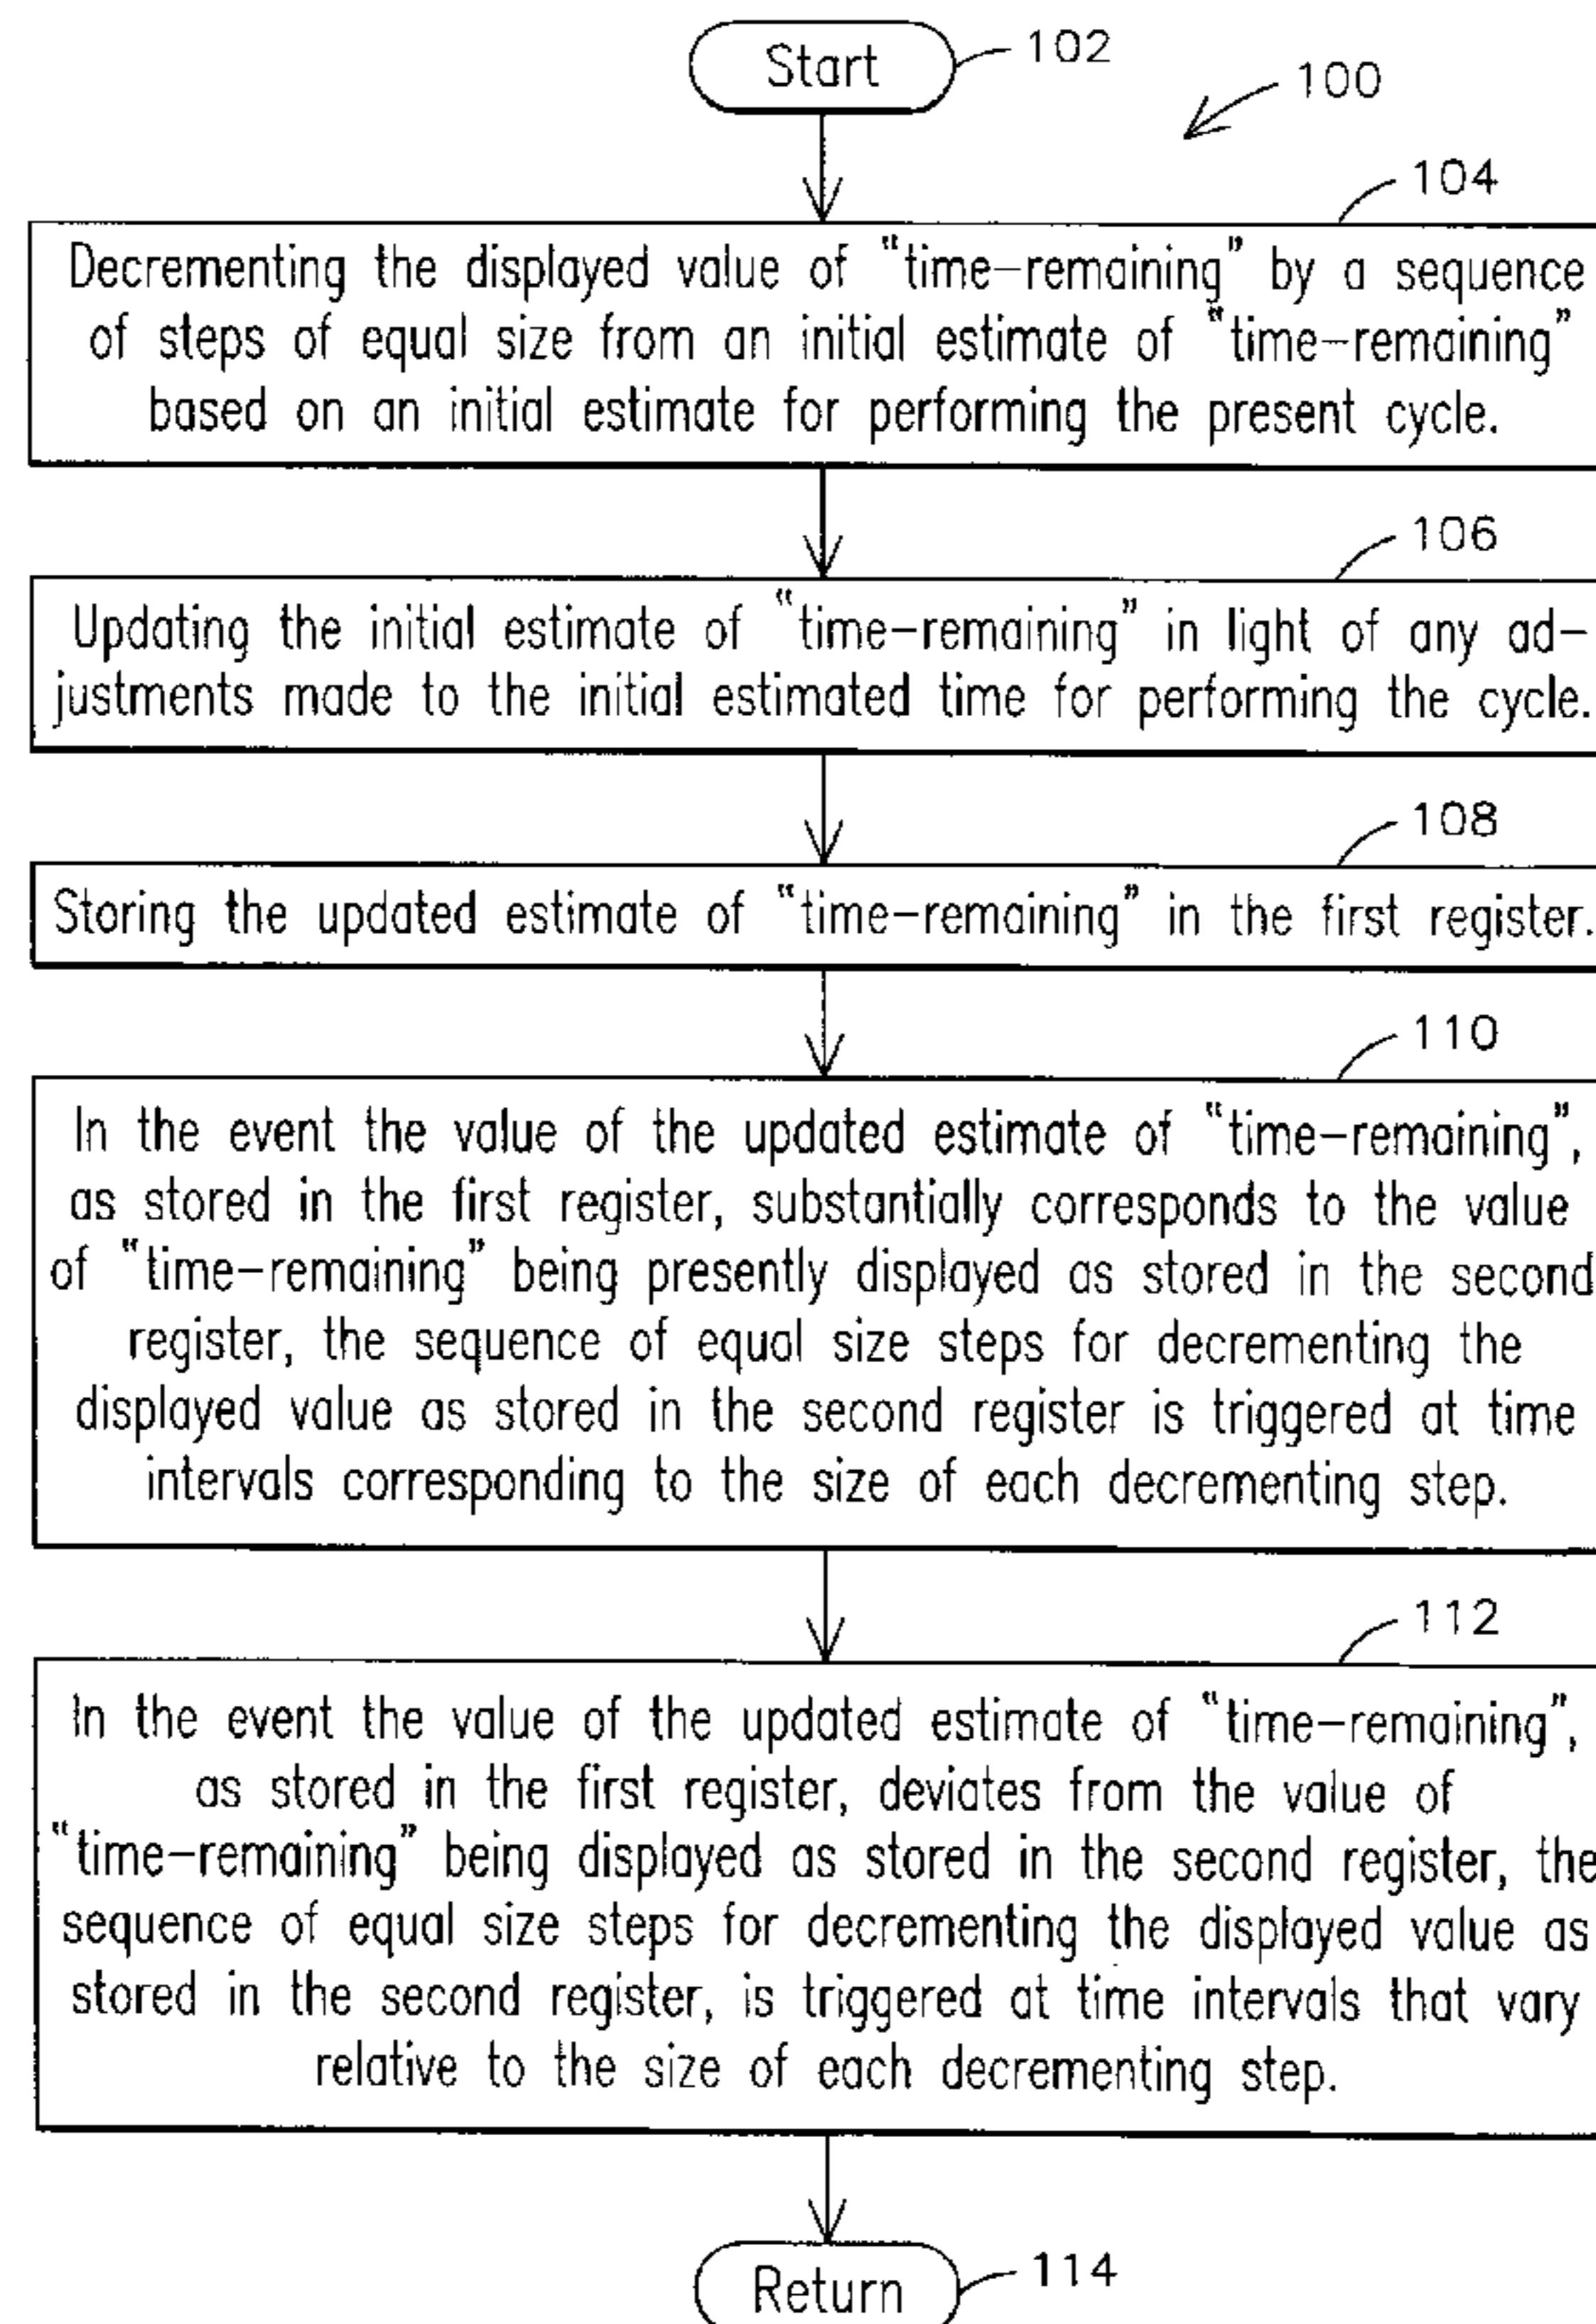 Start
102
100
104
Decrementing the displayed value of "time-remaining" by a sequence
of steps of equal size from an initial estimate of "time-remaining"
based on an initial estimate for performing the present cycle.
106
Updating the initial estimate of "time-remaining" in light of any ad-
justments made to the initial estimated time for performing the cycle.
108
Storing the updated estimate of "time-remaining" in the first register.
110
In the event the value of the updated estimate of "time-remaining",
as stored in the first register, substantially corresponds to the value
of "time-remaining" being presently displayed as stored in the second
register, the sequence of equal size steps for decrementing the
displayed value as stored in the second register is triggered at time
intervals corresponding to the size of each decrementing step.
112
In the event the value of the updated estimate of "time-remaining",
as stored in the first register, deviates from the value of
"time-remaining" being displayed as stored in the second register, the
sequence of equal size steps for decrementing the displayed value as
stored in the second register, is triggered at time intervals that vary
relative to the size of each decrementing step.
Return
114